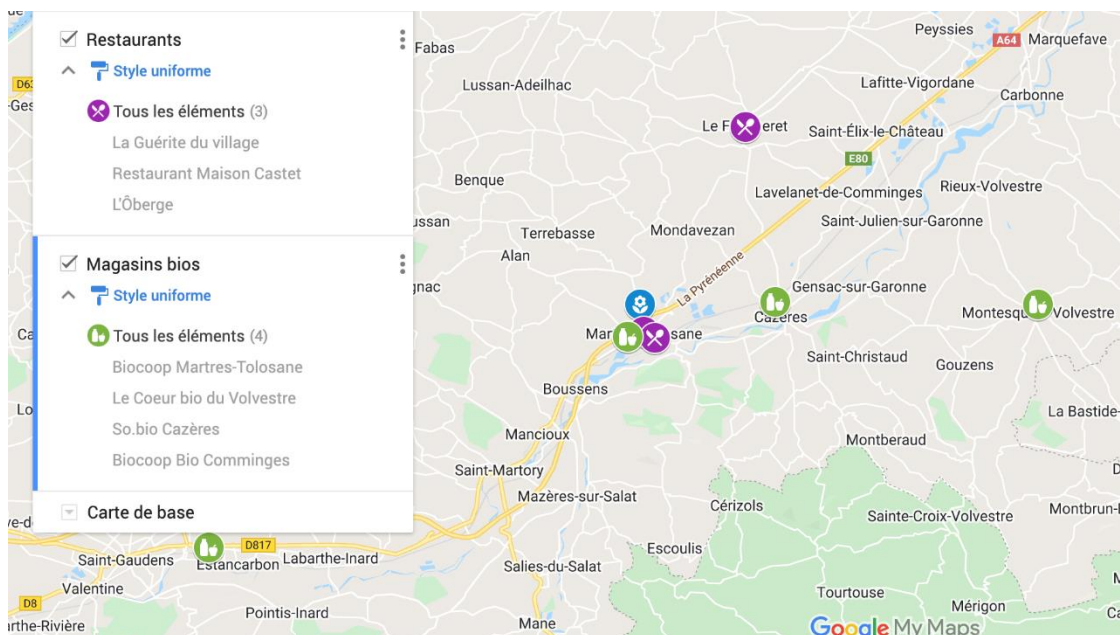 Restaurants
Style uniforme
Tous les éléments (3)
La Guérite du village
Restaurant Maison Castet
L'Ôberge
Magasins bios
Style uniforme
Tous les éléments (4)
Biocoop Martres-Tolosane
Le Coeur bio du Volvestre
So.bio Cazères
Biocoop Bio Comminges
Carte de base
Fabas
Peyssies
A64
Marquefave
Lussan-Adeilhac
Lafitte-Vigordane
Carbonne
Saint-Élix-le-Château
E80
Benque
Lavelanet-de-Comminges
Rieux-Volvestre
Saint-Julien-sur-Garonne
Terrebasse
Mondavezan
Alan
La Pyrénéenne
Gensac-sur-Garonne
Cazères
Volvestre
Saint-Christaud
Gouzens
Boussens
La Bastide-
Mancioux
Montberaud
Saint-Martory
Mazères-sur-Salat
Cérizols
Sainte-Croix-Volvestre
D817
Saint-Gaudens
Estancarbon
Labarthe-Inard
Escoulis
Salies-du-Salat
Valentine
Tourtouse
D8
Pointis-Inard
Mane
Mérigon
Google My Maps